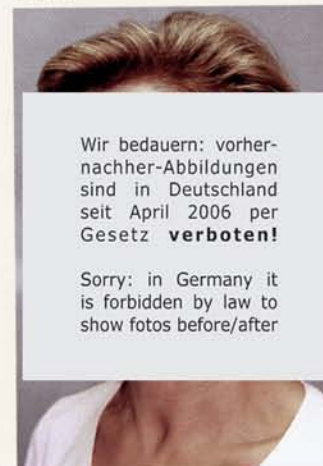 Wir bedauern: vorher-
nachher-Abbildungen
sind in Deutschland
seit April 2006 per
Gesetz verboten!
Sorry: in Germany it
is forbidden by law to
show fotos before/after